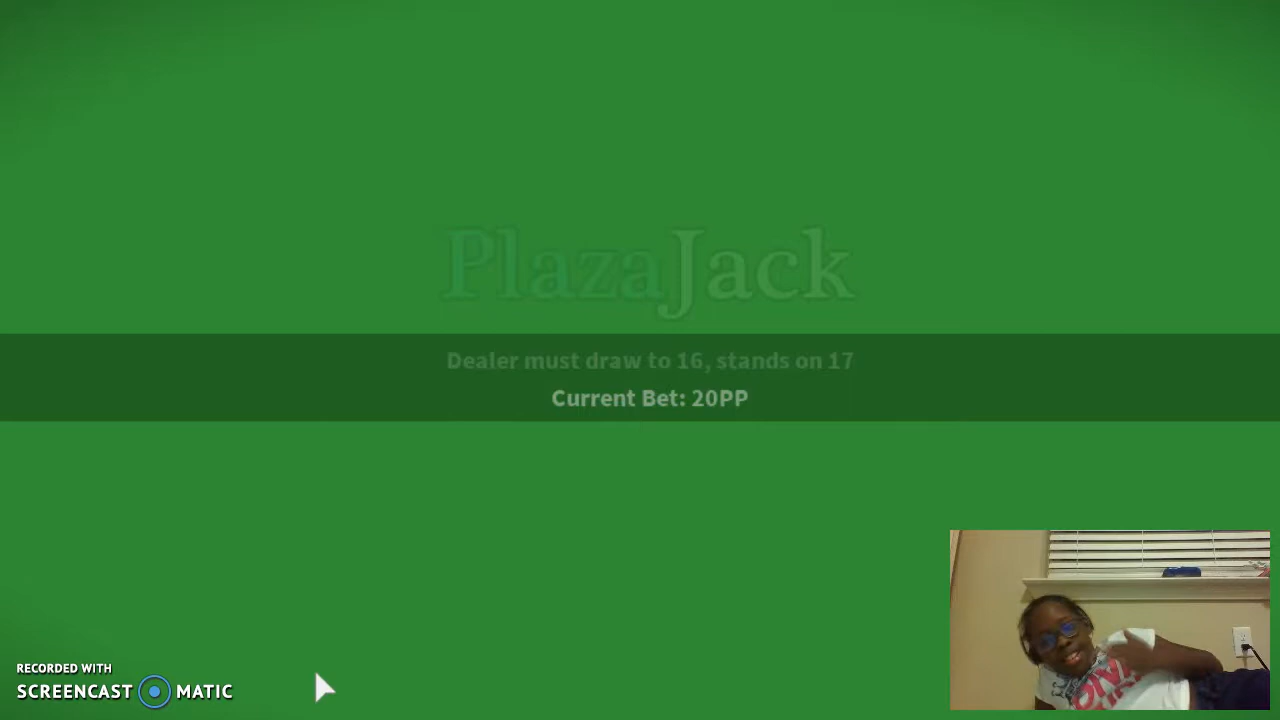 PlazaJack
Dealer must draw to 16, stands on 17
Current Bet: 20PP
RECORDED WITH
SCREENCAST MATIC